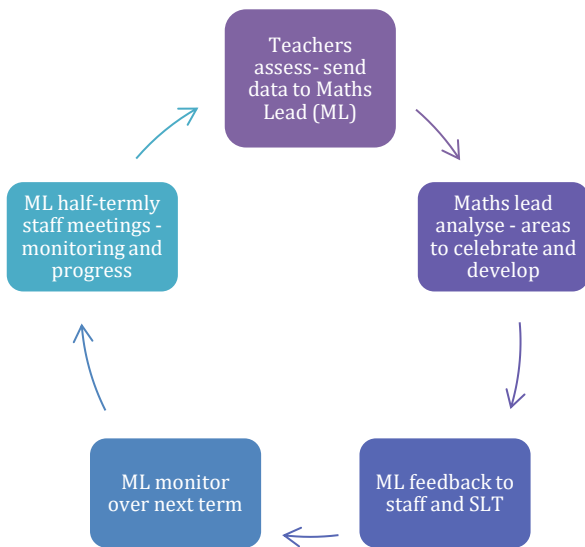 Teachers
assess- send
data to Maths
Lead (ML)
Maths lead
analyse - areas
to celebrate and
develop
ML feedback to
staff and SLT
ML monitor
over next term
ML half-termly
staff meetings -
monitoring and
progress